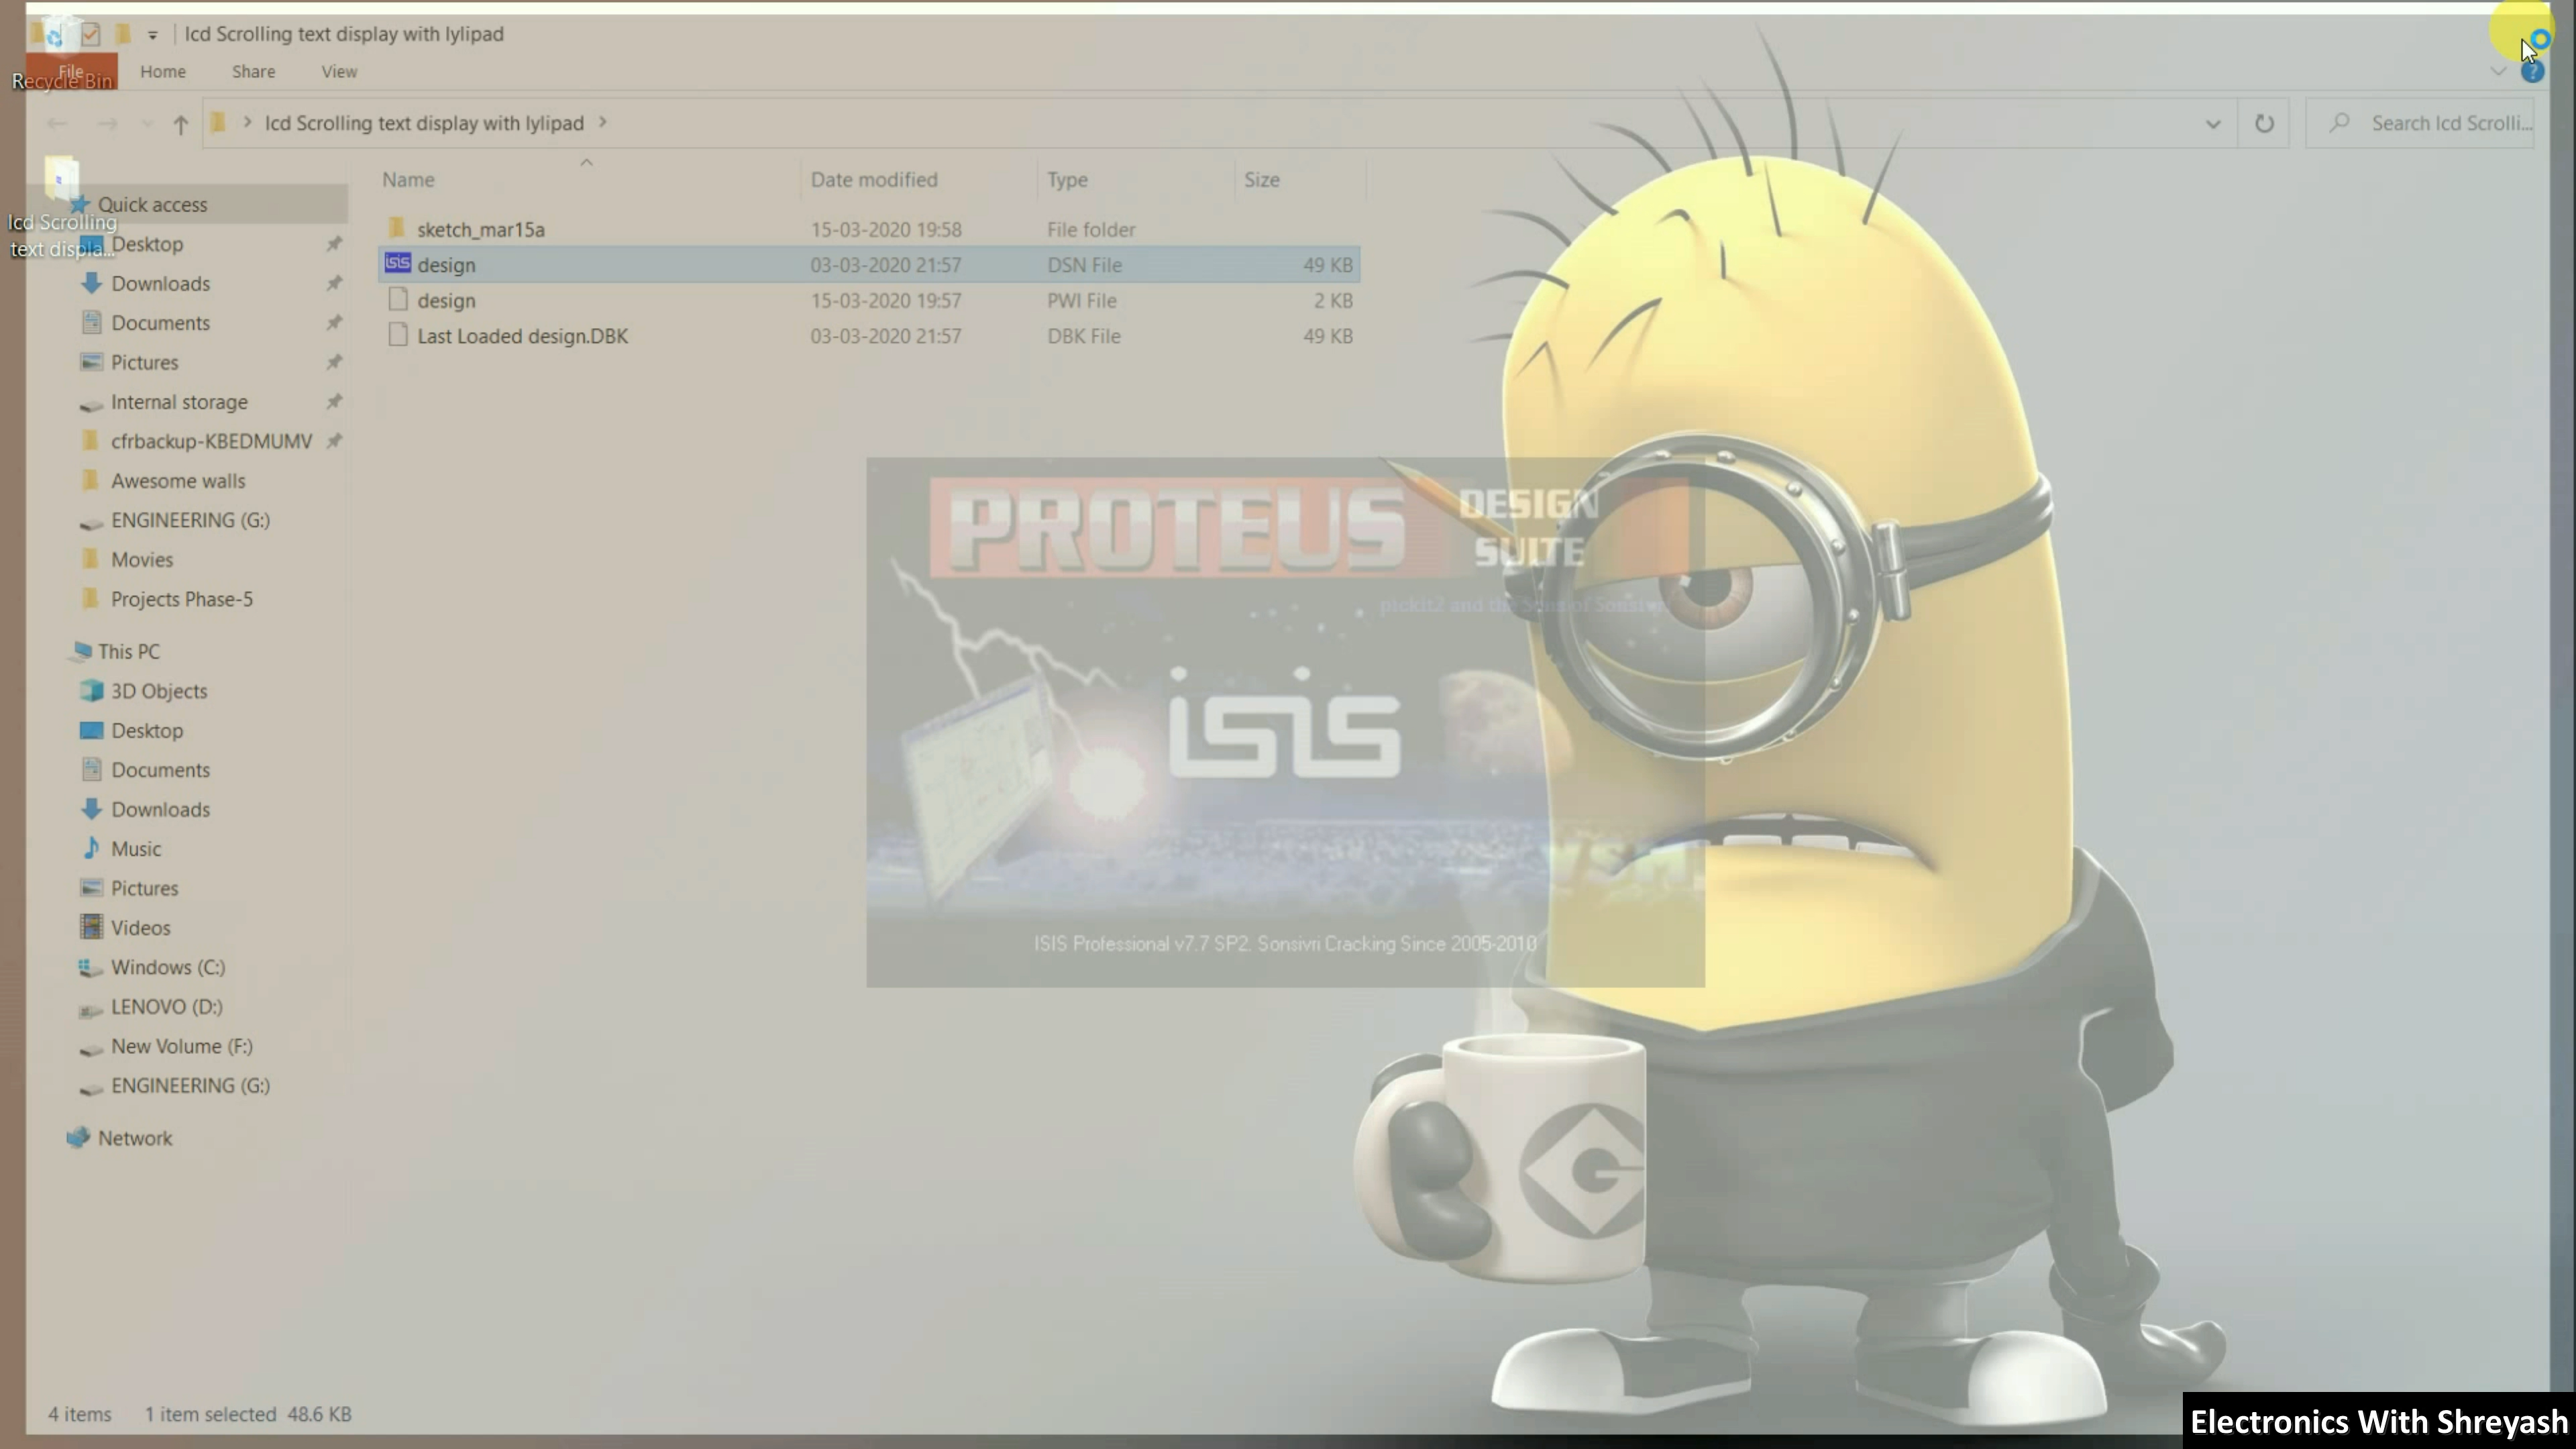 lcd Scrolling text display with lylipad
File
Home
Share
View
Recycle Bin
lcd Scrolling text display with lylipad
Search lcd Scrolli...
lcd Scrolling
text displa...
Name
Date modified
Type
Size
sketch_mar15a
15-03-2020 19:58
File folder
design
03-03-2020 21:57
DSN File
49 KB
design
15-03-2020 19:57
PWI File
2 KB
Last Loaded design.DBK
03-03-2020 21:57
DBK File
49 KB
Quick access
Desktop
Downloads
Documents
Pictures
Internal storage
cfrbackup-KBEDMUMV
Awesome walls
ENGINEERING (G:)
Movies
Projects Phase-5
This PC
3D Objects
Desktop
Documents
Downloads
Music
Pictures
Videos
Windows (C:)
LENOVO (D:)
New Volume (F:)
ENGINEERING (G:)
Network
PROTEUS
DESIGN
SUITE
pickit2 and the Sons of Sonsivri
isis
ISIS Professional v7.7 SP2. Sonsivri Cracking Since 2005-2010
G
4 items
1 item selected 48.6 KB
Electronics With Shreyash